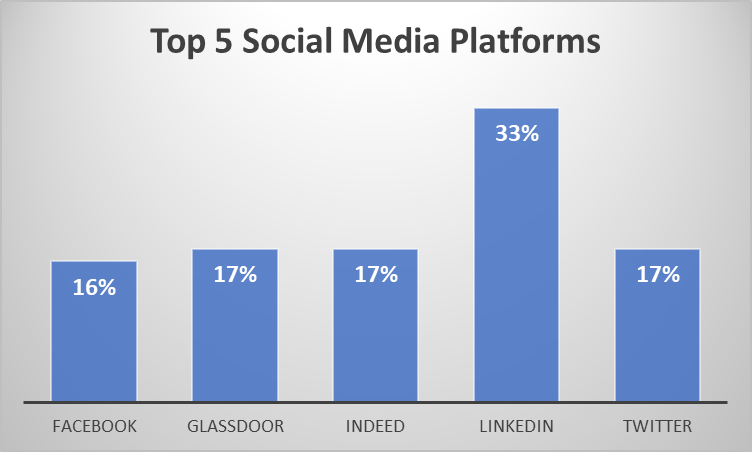 Top 5 Social Media Platforms
33%
16%
17%
17%
17%
FACEBOOK
GLASSDOOR
INDEED
LINKEDIN
TWITTER